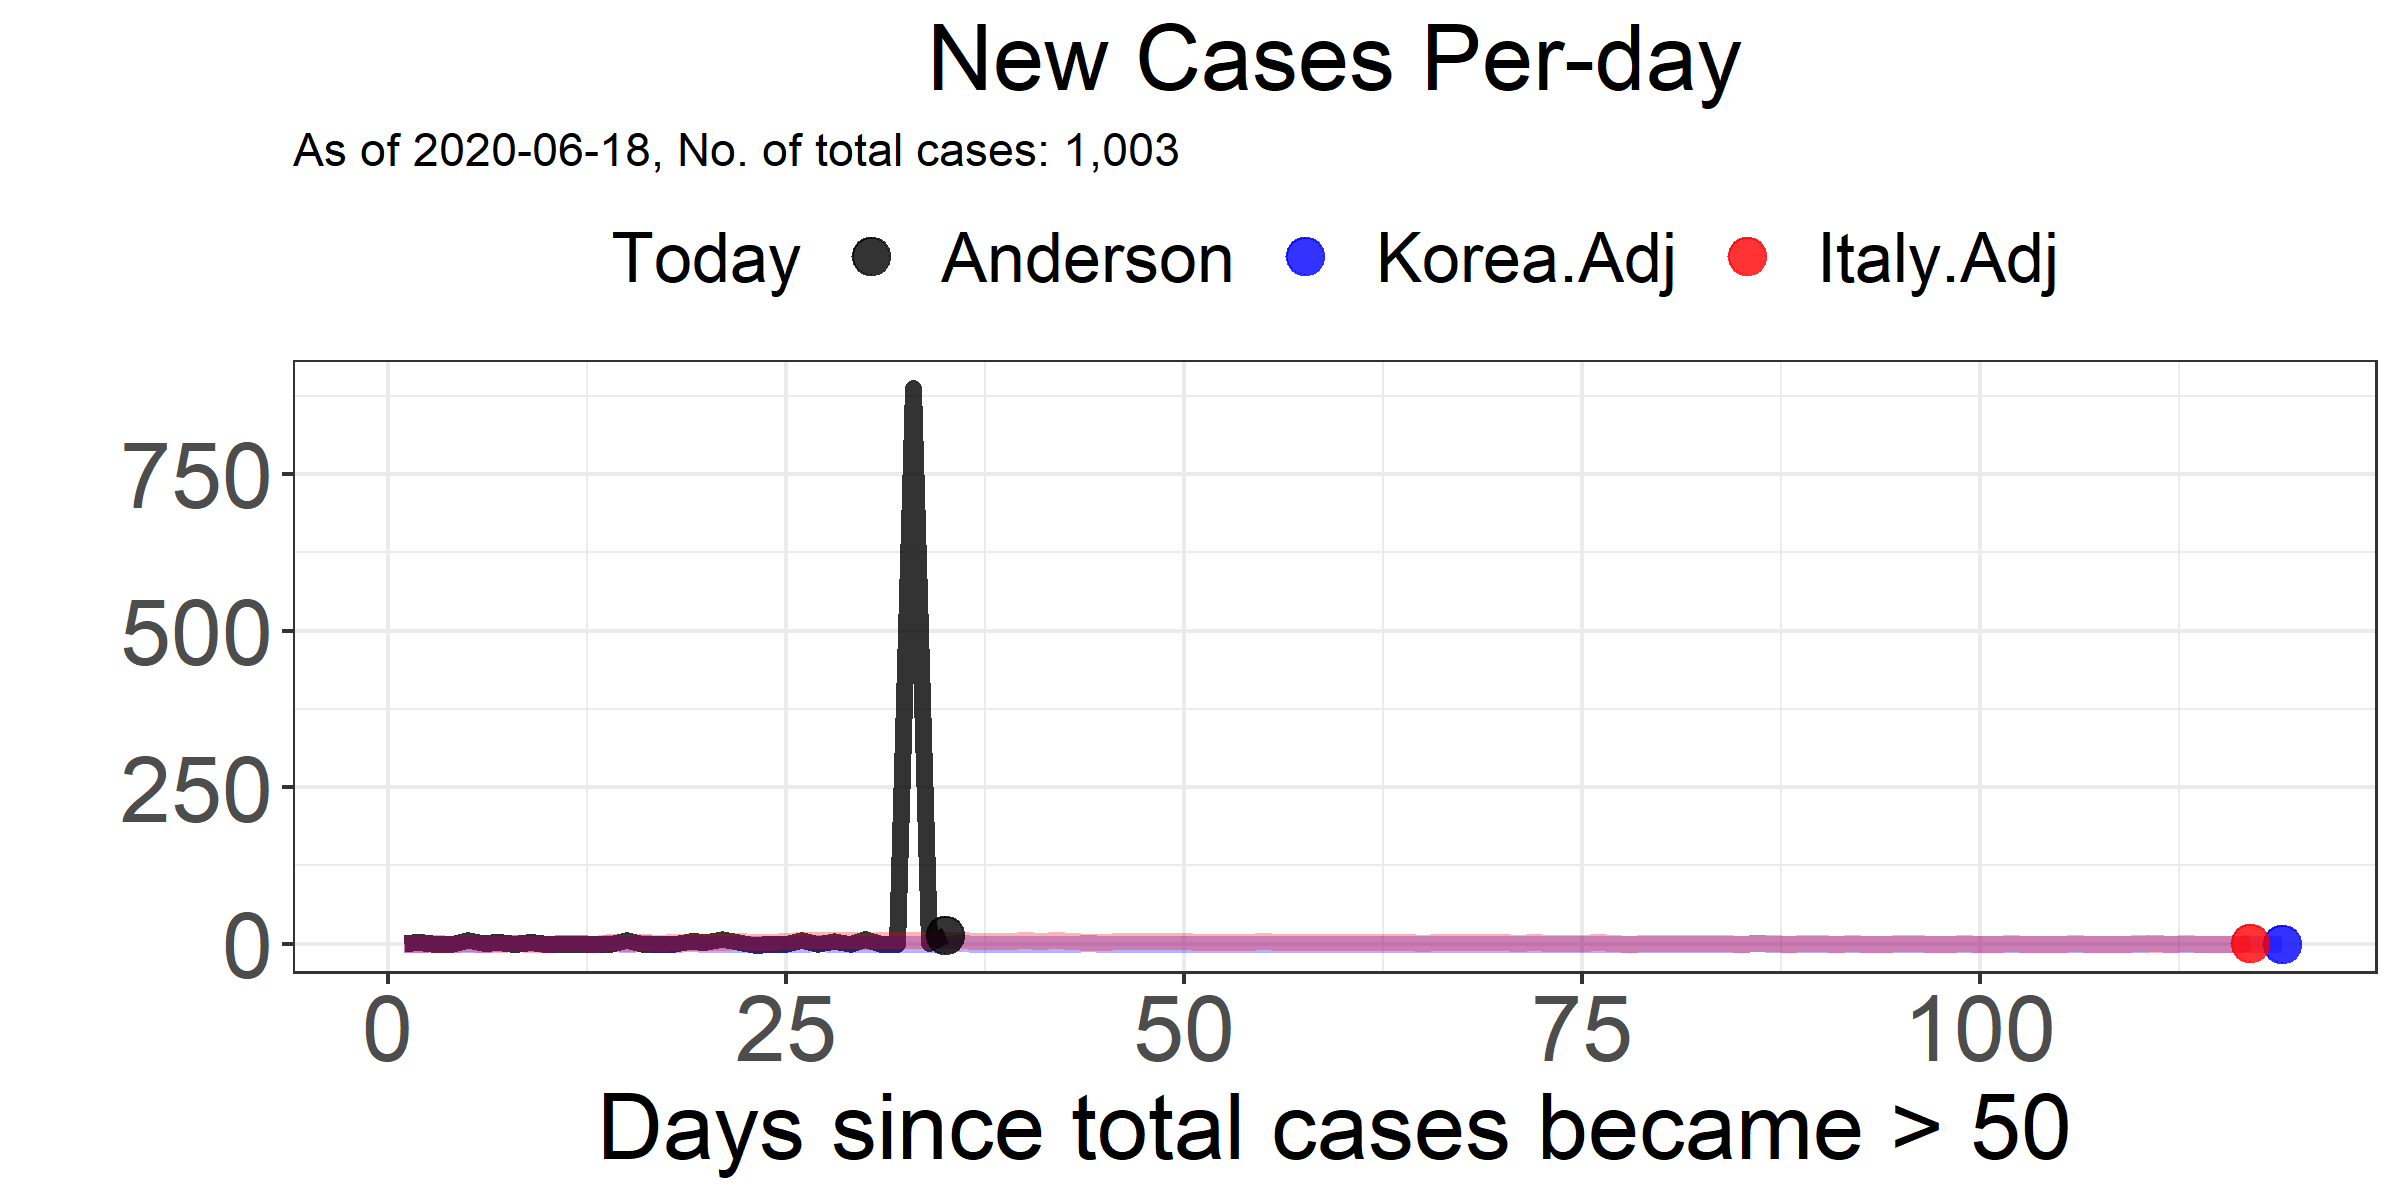 New Cases Per-day
As of 2020-06-18, No. of total cases: 1,003
Today Anderson Korea.Adj Italy.Adj
750
500
250
0
0 25 50 75 100
Days since total cases became > 50